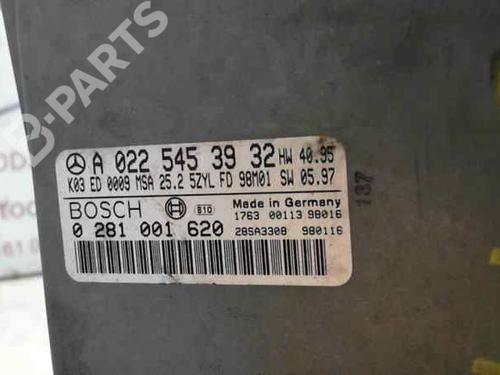 B-PARTS
A 022 545 39 32 HW 40.95
K03 ED 0009 MSA 25.2 5ZYL FD 98M01 SW 05.97
BOSCH 810 Made in Germany
1763 00113 98016
0 281 001 620 28SA3308 980116
137